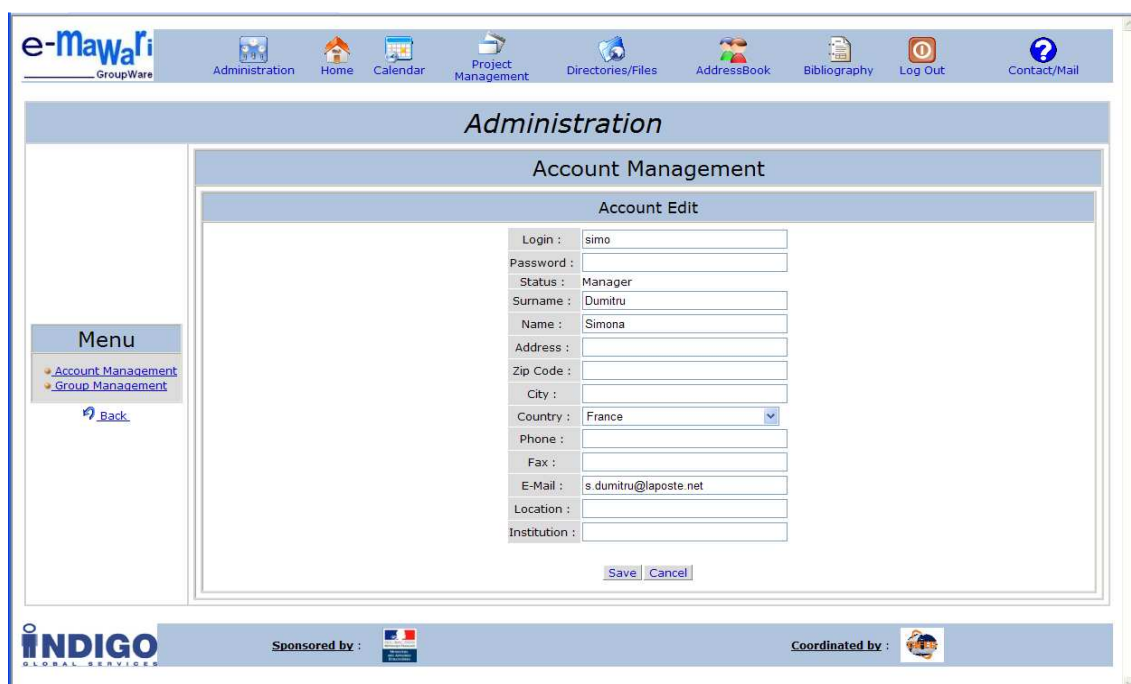 e-Mawari
GroupWare
Administration
Home
Calendar
Project
Management
Directories/Files
AddressBook
Bibliography
Log Out
Contact/Mail
Administration
Account Management
Account Edit
Login : simo
Password :
Status : Manager
Surname : Dumitru
Name : Simona
Address :
Zip Code :
City :
Country : France
Phone :
Fax :
E-Mail : s.dumitru@laposte.net
Location :
Institution :
Save Cancel
Menu
Account Management
Group Management
Back
INDIGO
GLOBAL SERVICES
Sponsored by :
Coordinated by :